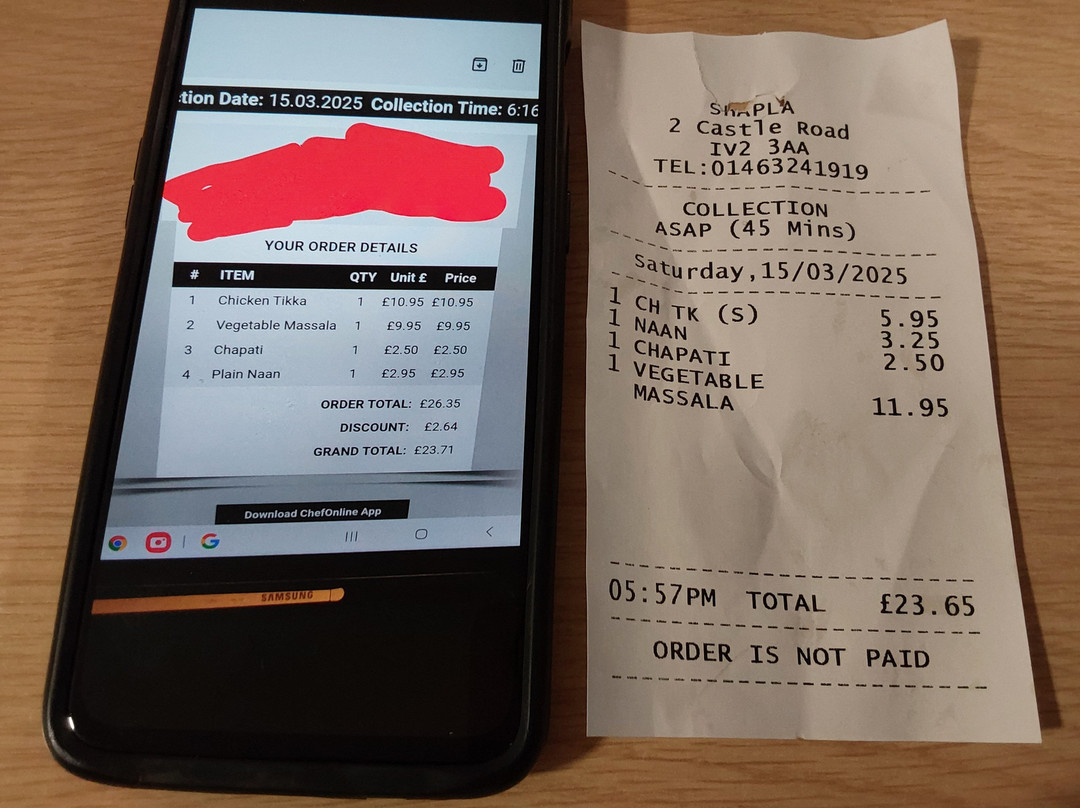 tion Date: 15.03.2025 Collection Time: 6:16
YOUR ORDER DETAILS
# ITEM QTY Unit £ Price
1 Chicken Tikka 1 £10.95 £10.95
2 Vegetable Massala 1 £9.95 £9.95
3 Chapati 1 £2.50 £2.50
4 Plain Naan 1 £2.95 £2.95
ORDER TOTAL: £26.35
DISCOUNT: £2.64
GRAND TOTAL: £23.71
Download ChefOnline App
SAMSUNG
SHAPLA
2 Castle Road
IV2 3AA
TEL:01463241919
COLLECTION
ASAP (45 Mins)
Saturday,15/03/2025
1 CH TK (S) 5.95
1 NAAN 3.25
1 CHAPATI 2.50
1 VEGETABLE
MASSALA 11.95
05:57PM TOTAL £23.65
ORDER IS NOT PAID